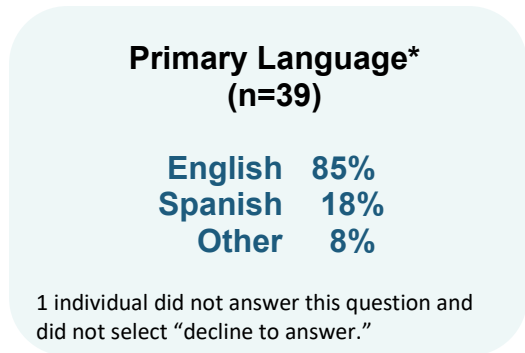 Primary Language*
(n=39)
English 85%
Spanish 18%
Other 8%
1 individual did not answer this question and
did not select “decline to answer.”